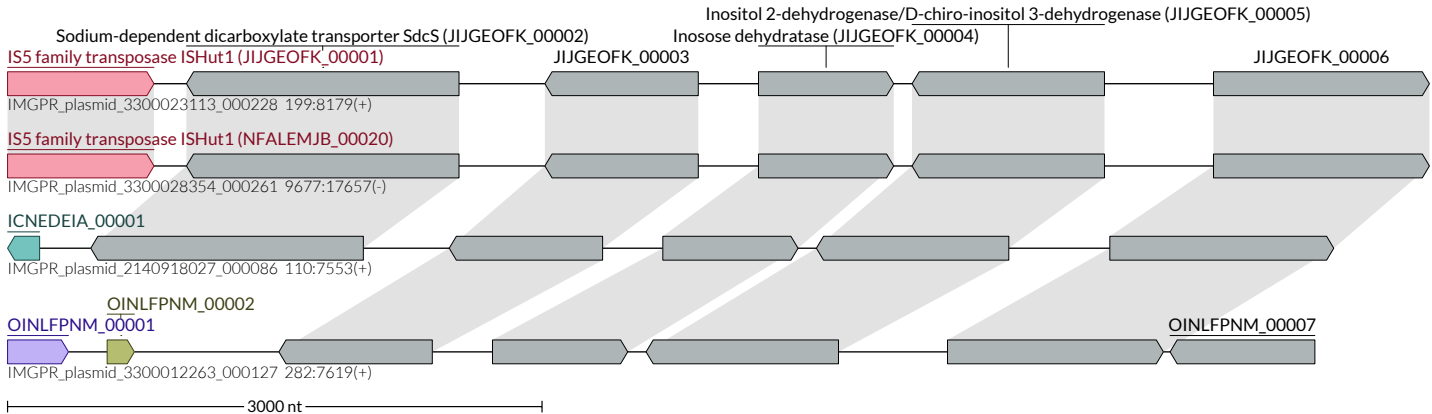 Inositol 2-dehydrogenase/D-chiro-inositol 3-dehydrogenase (JIJGEOFK_00005)
Sodium-dependent dicarboxylate transporter SdcS (JIJGEOFK_00002)
Inosose dehydratase (JIJGEOFK_00004)
IS5 family transposase ISHut1 (JIJGEOFK_00001)
JIJGEOFK_00003
JIJGEOFK_00006
IMGPR_plasmid_3300023113_000228 199:8179(+)
IS5 family transposase ISHut1 (NFALEMJB_00020)
IMGPR_plasmid_3300028354_000261 9677:17657(-)
ICNEDEIA_00001
IMGPR_plasmid_2140918027_000086 110:7553(+)
OINLFPNM_00002
OINLFPNM_00001
OINLFPNM_00007
IMGPR_plasmid_3300012263_000127 282:7619(+)
3000 nt